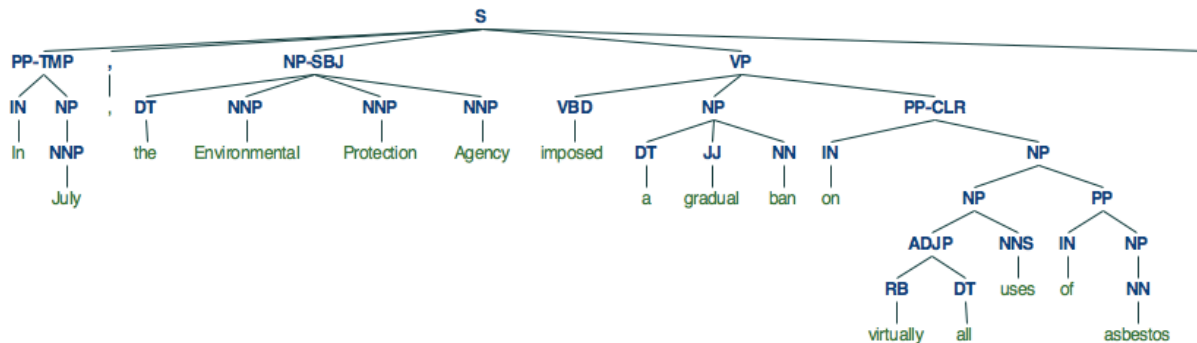 S
PP-TMP , NP-SBJ VP
IN NP , DT NNP NNP NNP VBD NP PP-CLR
In NNP the Environmental Protection Agency imposed DT JJ NN IN NP
July a gradual ban on NP PP
ADJP NNS IN NP
RB DT uses of NN
virtually all asbestos